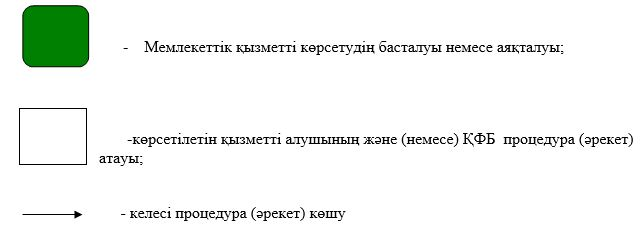 - Мемлекеттік қызметті көрсетудің басталуы немесе аяқталуы;
-көрсетілетін қызметті алушының және (немесе) ҚФБ процедура (әрекет)
атауы;
- келесі процедура (әрекет) көшу